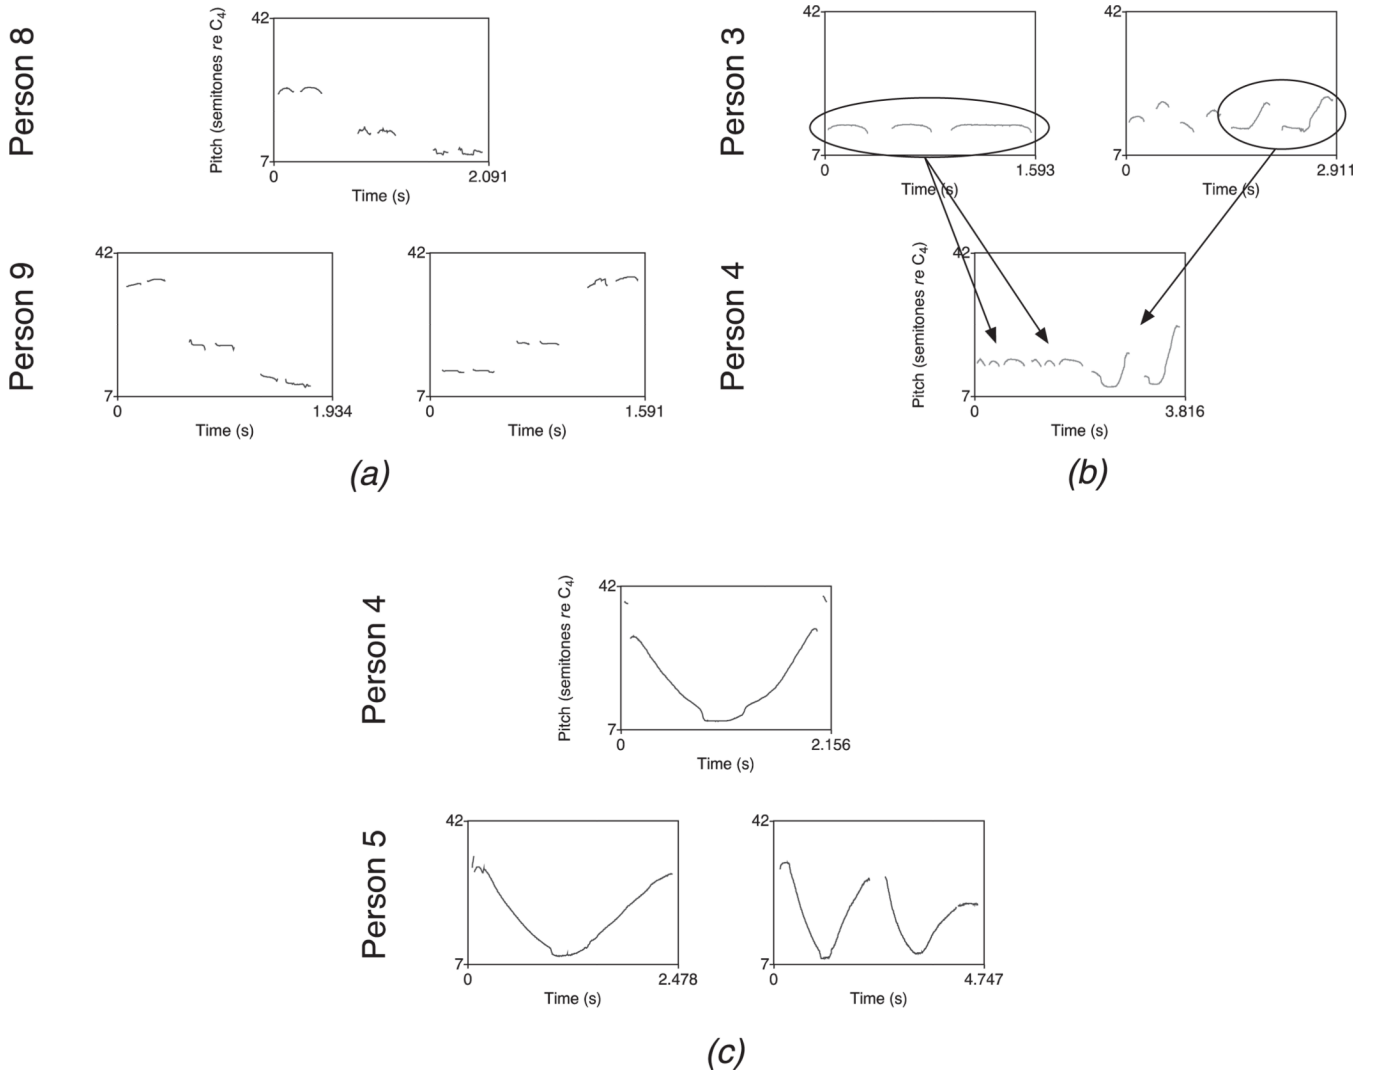 Person 8
Pitch (semitones re C4)
42
7
0
2.091
Time (s)
Person 9
42
7
0
1.934
Time (s)
42
7
0
1.591
Time (s)
(a)
Person 3
42
7
0
1.593
Time (s)
42
7
0
2.911
Time (s)
Person 4
Pitch (semitones re C4)
42
7
0
3.816
Time (s)
(b)
Person 4
Pitch (semitones re C4)
42
7
0
2.156
Time (s)
Person 5
42
7
0
2.478
Time (s)
42
7
0
4.747
Time (s)
(c)